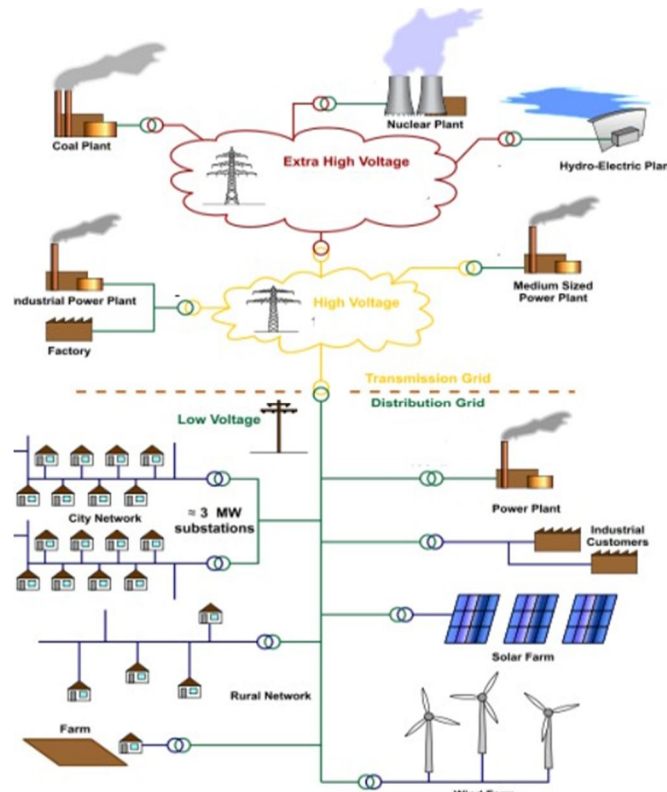 Nuclear Plant
Coal Plant
Extra High Voltage
Hydro-Electric Plan
Industrial Power Plant
High Voltage
Medium Sized
Power Plant
Factory
Transmission Grid
Distribution Grid
Low Voltage
City Network
≈ 3 MW
substations
Power Plant
Industrial
Customers
Solar Farm
Rural Network
Farm